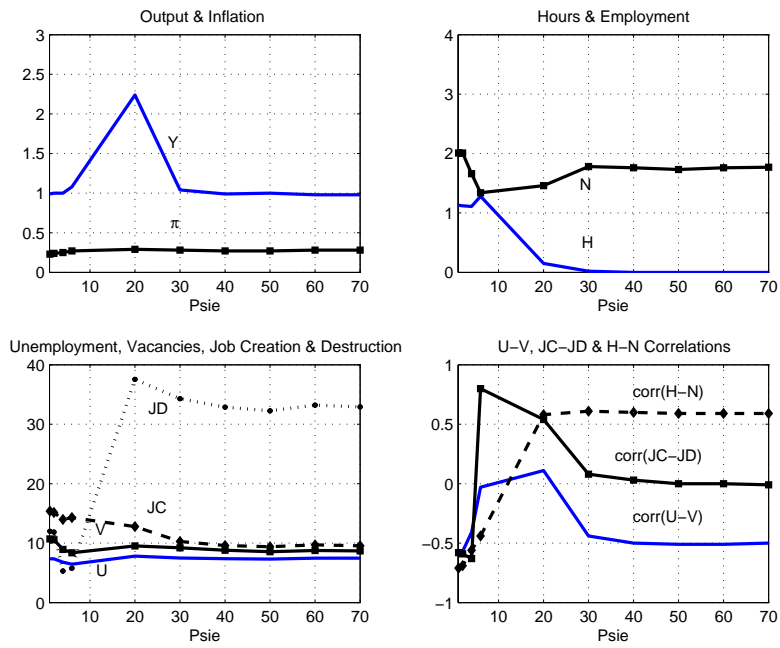 Output & Inflation
3
2.5
2
1.5
1
0.5
0
Y
π
10 20 30 40 50 60 70
Psie
Hours & Employment
4
3
2
1
0
N
H
10 20 30 40 50 60 70
Psie
Unemployment, Vacancies, Job Creation & Destruction
40
30
20
10
0
JD
JC
V
U
10 20 30 40 50 60 70
Psie
U−V, JC−JD & H−N Correlations
1
0.5
0
−0.5
−1
corr(H−N)
corr(JC−JD)
corr(U−V)
10 20 30 40 50 60 70
Psie